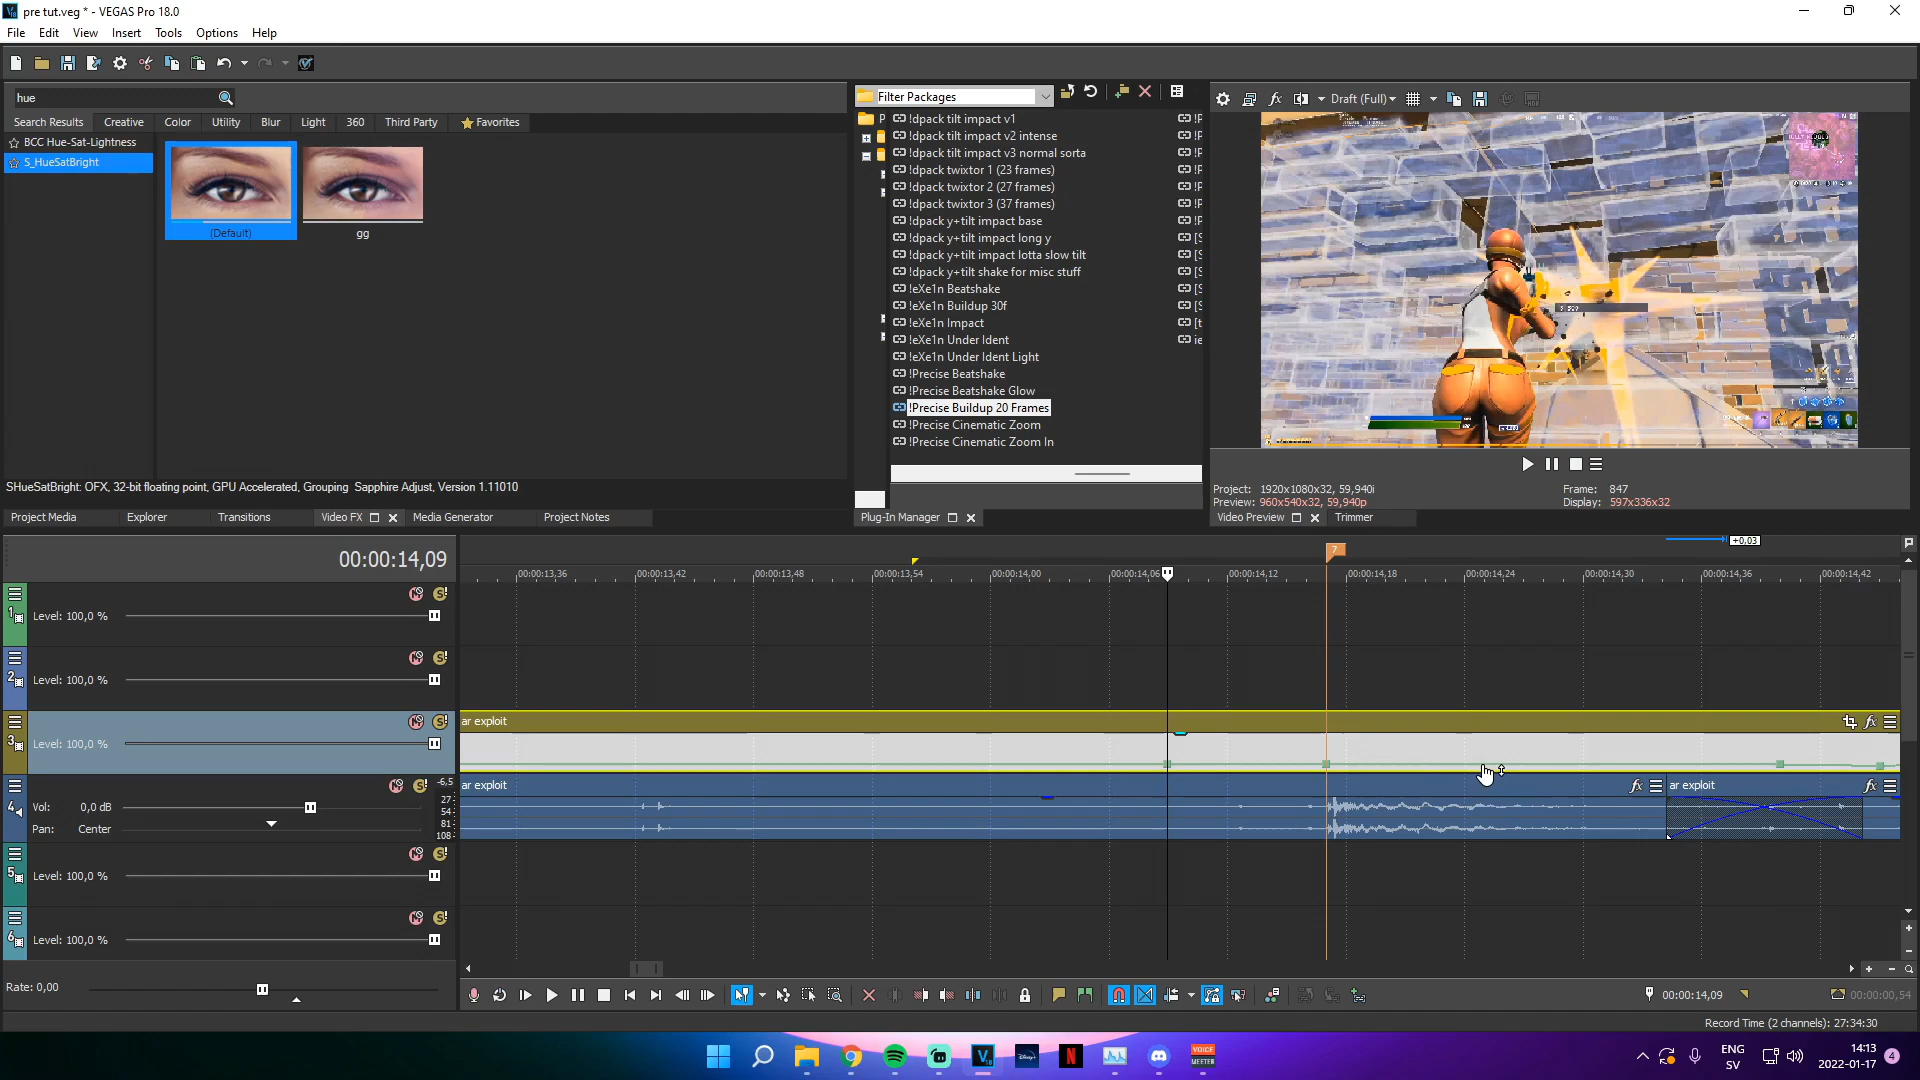 pre tut.veg * - VEGAS Pro 18.0
File Edit View Insert Tools Options Help
hue
Search Results Creative Color Utility Blur Light 360 Third Party Favorites
BCC Hue-Sat-Lightness
S_HueSatBright
(Default) gg
SHueSatBright: OFX, 32-bit floating point, GPU Accelerated, Grouping Sapphire Adjust, Version 1.11010
Project Media Explorer Transitions Video FX Media Generator Project Notes
Filter Packages
!dpack tilt impact v1
!dpack tilt impact v2 intense
!dpack tilt impact v3 normal sorta
!dpack twixtor 1 (23 frames)
!dpack twixtor 2 (27 frames)
!dpack twixtor 3 (37 frames)
!dpack y+tilt impact base
!dpack y+tilt impact long y
!dpack y+tilt impact lotta slow tilt
!dpack y+tilt shake for misc stuff
!eXe1n Beatshake
!eXe1n Buildup 30f
!eXe1n Impact
!eXe1n Under Ident
!eXe1n Under Ident Light
!Precise Beatshake
!Precise Beatshake Glow
!Precise Buildup 20 Frames
!Precise Cinematic Zoom
!Precise Cinematic Zoom In
Plug-In Manager
Draft (Full)
Project: 1920x1080x32, 59,940i
Preview: 960x540x32, 59,940p
Frame: 847
Display: 597x336x32
Video Preview Trimmer
00:00:14,09
7
+0,03
00:00:13,36 00:00:13,42 00:00:13,48 00:00:13,54 00:00:14,00 00:00:14,06 00:00:14,12 00:00:14,18 00:00:14,24 00:00:14,30 00:00:14,36 00:00:14,42
1 Level: 100,0 %
2 Level: 100,0 %
3 Level: 100,0 %
ar exploit
4 Vol: 0,0 dB
Pan: Center
-6,5
27
54
81
108
ar exploit
ar exploit
5 Level: 100,0 %
6 Level: 100,0 %
Rate: 0,00
00:00:14,09
00:00:00,54
Record Time (2 channels): 27:34:30
VOICE
MEETER
ENG
SV
14:13
2022-01-17
4